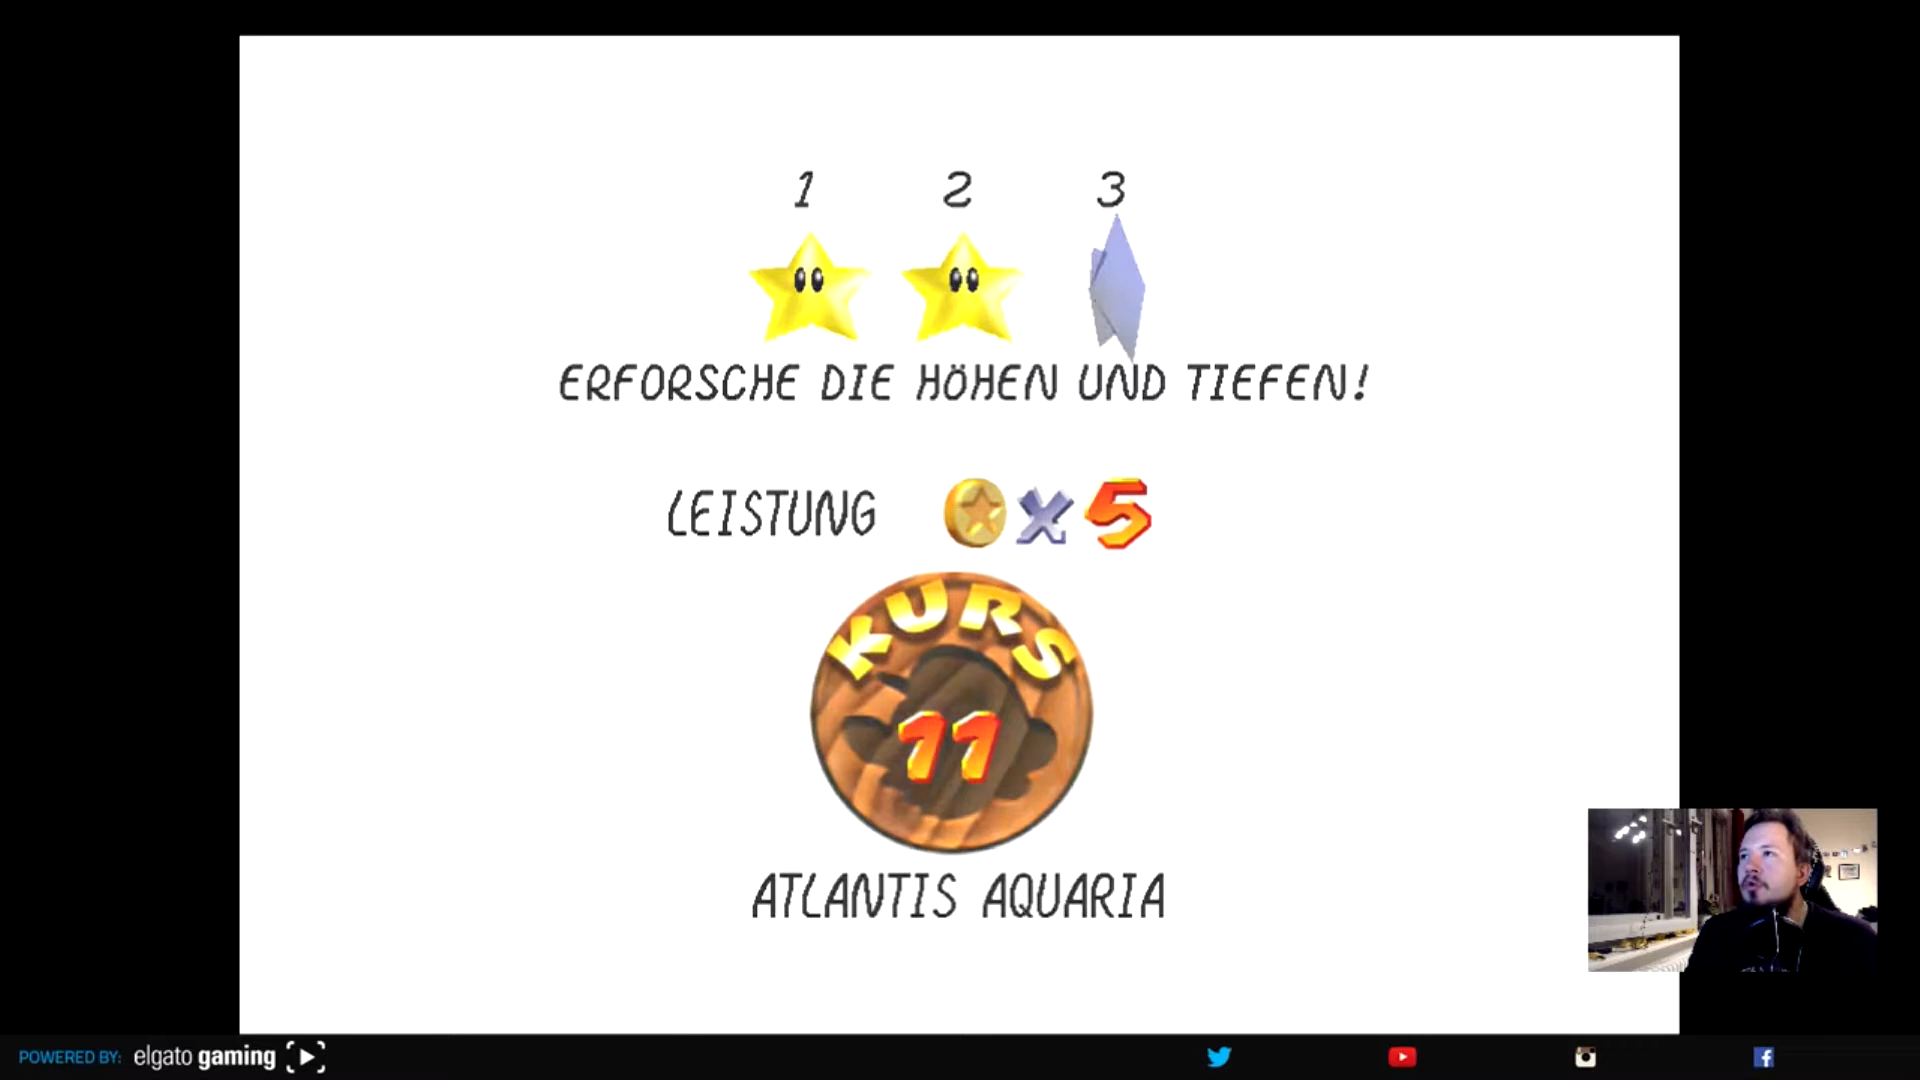 1 2 3
ERFORSCHE DIE HÖHEN UND TIEFEN!
LEISTUNG x 5
KURS
11
ATLANTIS AQUARIA
POWERED BY: elgato gaming